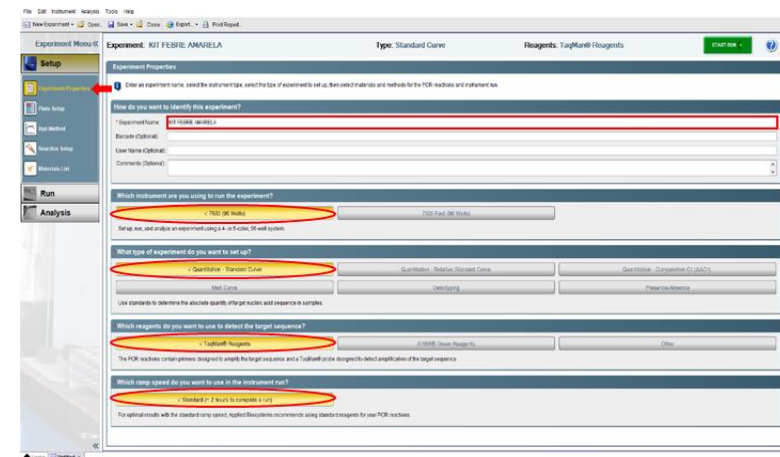 File Edit Instrument Analysis Tools Help
New Experiment Open... Save Close Export... Print Report...
Experiment Menu «
Experiment: KIT FEBRE AMARELA
Type: Standard Curve
Reagents: TaqMan® Reagents
START RUN
Setup
Experiment Properties
Plate Setup
Run Method
Reaction Setup
Materials List
Run
Analysis
Experiment Properties
Enter an experiment name, select the instrument type, select the type of experiment to set up, then select materials and methods for the PCR reactions and instrument run.
How do you want to identify this experiment?
* Experiment Name: KIT FEBRE AMARELA
Barcode (Optional):
User Name (Optional):
Comments (Optional):
Which instrument are you using to run the experiment?
√ 7500 (96 Wells)
7500 Fast (96 Wells)
Set up, run, and analyze an experiment using a 4- or 5-color, 96-well system.
What type of experiment do you want to set up?
√ Quantitation - Standard Curve
Quantitation - Relative Standard Curve
Quantitation - Comparative CT (ΔΔCT)
Melt Curve
Genotyping
Presence/Absence
Use standards to determine the absolute quantity of target nucleic acid sequence in samples.
Which reagents do you want to use to detect the target sequence?
√ TaqMan® Reagents
SYBR® Green Reagents
Other
The PCR reactions contain primers designed to amplify the target sequence and a TaqMan® probe designed to detect amplification of the target sequence.
Which ramp speed do you want to use in the instrument run?
√ Standard (~ 2 hours to complete a run)
For optimal results with the standard ramp speed, Applied Biosystems recommends using standard reagents for your PCR reactions.
«